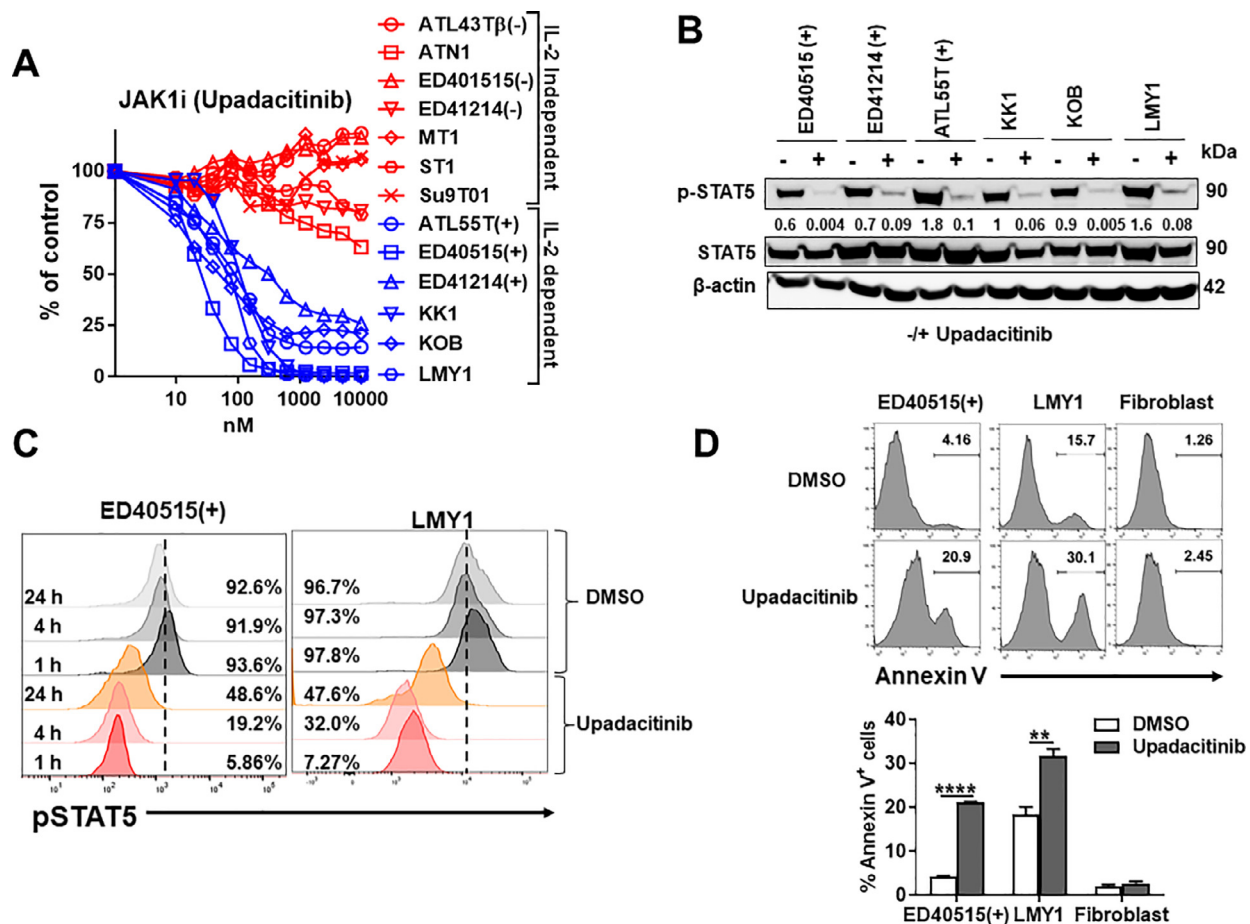 A
JAK1i (Upadacitinib)
% of control
100
75
50
25
0
10
100
1000
10000
nM
ATL43Tβ(-)
ATN1
ED401515(-)
ED41214(-)
MT1
ST1
Su9T01
ATL55T(+)
ED40515(+)
ED41214(+)
KK1
KOB
LMY1
IL-2 Independent
IL-2 dependent
B
ED40515 (+)
ED41214 (+)
ATL55T (+)
KK1
KOB
LMY1
- + - + - + - + - + - + kDa
p-STAT5 90
0.6 0.004 0.7 0.09 1.8 0.1 1 0.06 0.9 0.005 1.6 0.08
STAT5 90
β-actin 42
-/+ Upadacitinib
C
ED40515(+)
LMY1
24 h 92.6% 96.7%
4 h 91.9% 97.3%
1 h 93.6% 97.8%
DMSO
24 h 48.6% 47.6%
4 h 19.2% 32.0%
1 h 5.86% 7.27%
Upadacitinib
pSTAT5
D
ED40515(+) LMY1 Fibroblast
DMSO
4.16 15.7 1.26
Upadacitinib
20.9 30.1 2.45
Annexin V
% Annexin V⁺ cells
40
30
20
10
0
DMSO
Upadacitinib
****
**
ED40515(+) LMY1 Fibroblast